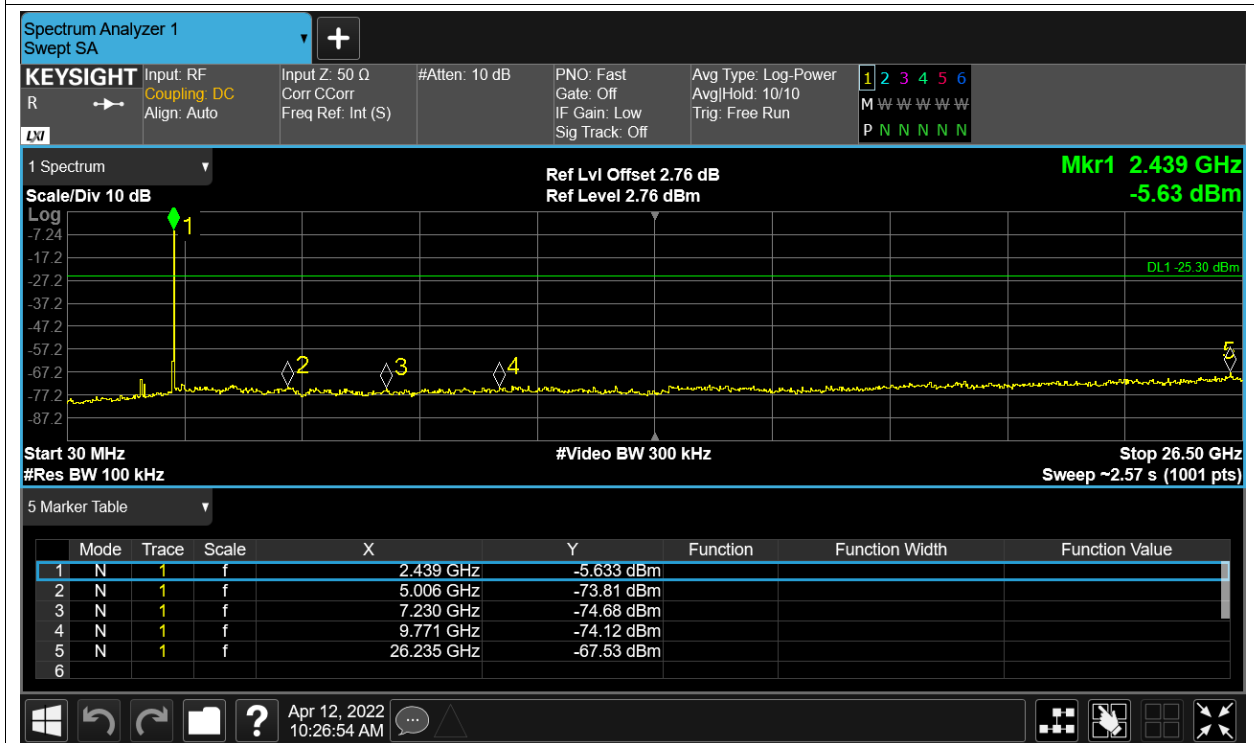 Spectrum Analyzer 1
Swept SA
KEYSIGHT
R
LXI
Input: RF
Coupling: DC
Align: Auto
Input Z: 50 Ω
Corr CCorr
Freq Ref: Int (S)
#Atten: 10 dB
PNO: Fast
Gate: Off
IF Gain: Low
Sig Track: Off
Avg Type: Log-Power
Avg|Hold: 10/10
Trig: Free Run
1 2 3 4 5 6
M W W W W W
P N N N N N
1 Spectrum
Scale/Div 10 dB
Ref Lvl Offset 2.76 dB
Ref Level 2.76 dBm
Mkr1 2.439 GHz
-5.63 dBm
Log
-7.24
-17.2
-27.2
-37.2
-47.2
-57.2
-67.2
-77.2
-87.2
1
DL1 -25.30 dBm
2
3
4
5
Start 30 MHz
#Res BW 100 kHz
#Video BW 300 kHz
Stop 26.50 GHz
Sweep ~2.57 s (1001 pts)
5 Marker Table
Mode Trace Scale X Y Function Function Width Function Value
1 N 1 f 2.439 GHz -5.633 dBm
2 N 1 f 5.006 GHz -73.81 dBm
3 N 1 f 7.230 GHz -74.68 dBm
4 N 1 f 9.771 GHz -74.12 dBm
5 N 1 f 26.235 GHz -67.53 dBm
6
?
Apr 12, 2022
10:26:54 AM